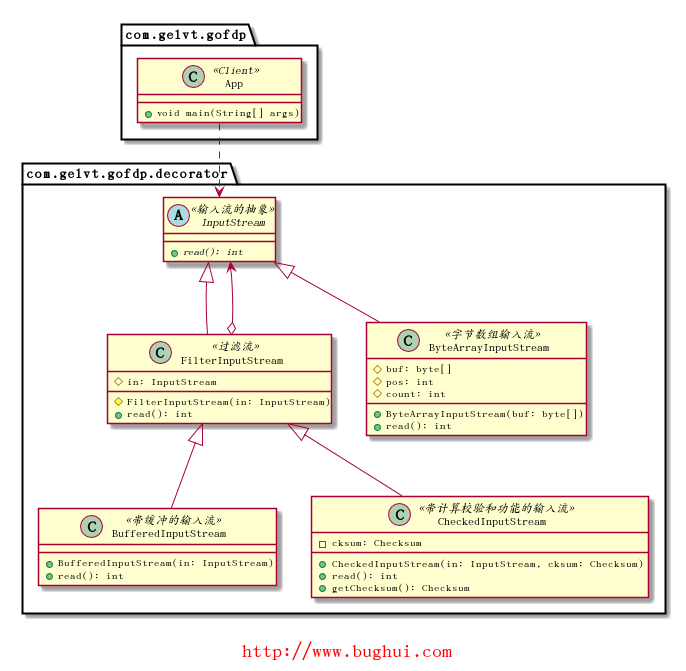 com.gelvt.gofdp
C
«Client»
App
void main(String[] args)
com.gelvt.gofdp.decorator
A
«输入流的抽象»
InputStream
read(): int
C
«过滤流»
FilterInputStream
in: InputStream
FilterInputStream(in: InputStream)
read(): int
C
«字节数组输入流»
ByteArrayInputStream
buf: byte[]
pos: int
count: int
ByteArrayInputStream(buf: byte[])
read(): int
C
«带缓冲的输入流»
BufferedInputStream
BufferedInputStream(in: InputStream)
read(): int
C
«带计算校验和功能的输入流»
CheckedInputStream
cksum: Checksum
CheckedInputStream(in: InputStream, cksum: Checksum)
read(): int
getChecksum(): Checksum
http://www.bughui.com